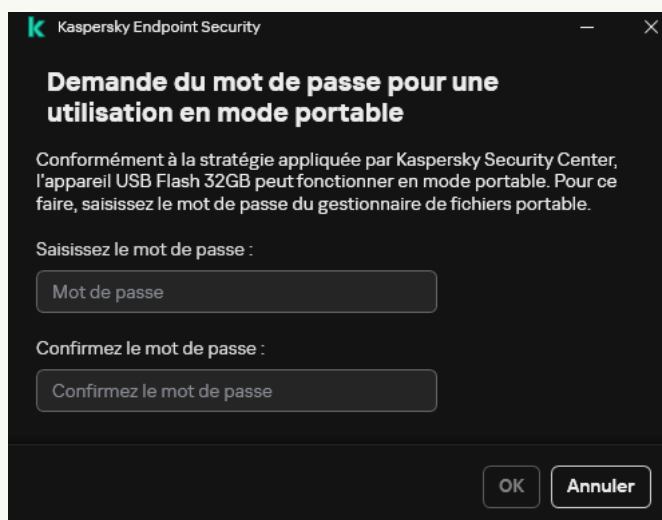 Kaspersky Endpoint Security
Demande du mot de passe pour une
utilisation en mode portable
Conformément à la stratégie appliquée par Kaspersky Security Center,
l'appareil USB Flash 32GB peut fonctionner en mode portable. Pour ce
faire, saisissez le mot de passe du gestionnaire de fichiers portable.
Saisissez le mot de passe :
Mot de passe
Confirmez le mot de passe :
Confirmez le mot de passe
OK Annuler